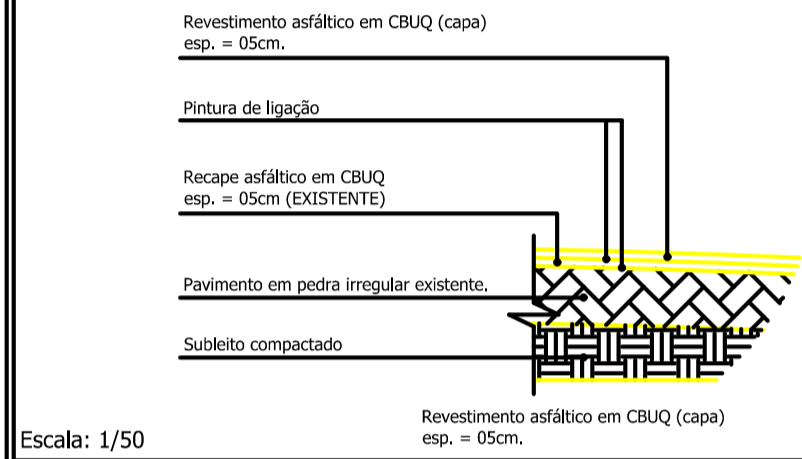 Revestimento asfáltico em CBUQ (capa)
esp. = 05cm.
Pintura de ligação
Recape asfáltico em CBUQ
esp. = 05cm (EXISTENTE)
Pavimento em pedra irregular existente.
Subleito compactado
Revestimento asfáltico em CBUQ (capa)
esp. = 05cm.
Escala: 1/50